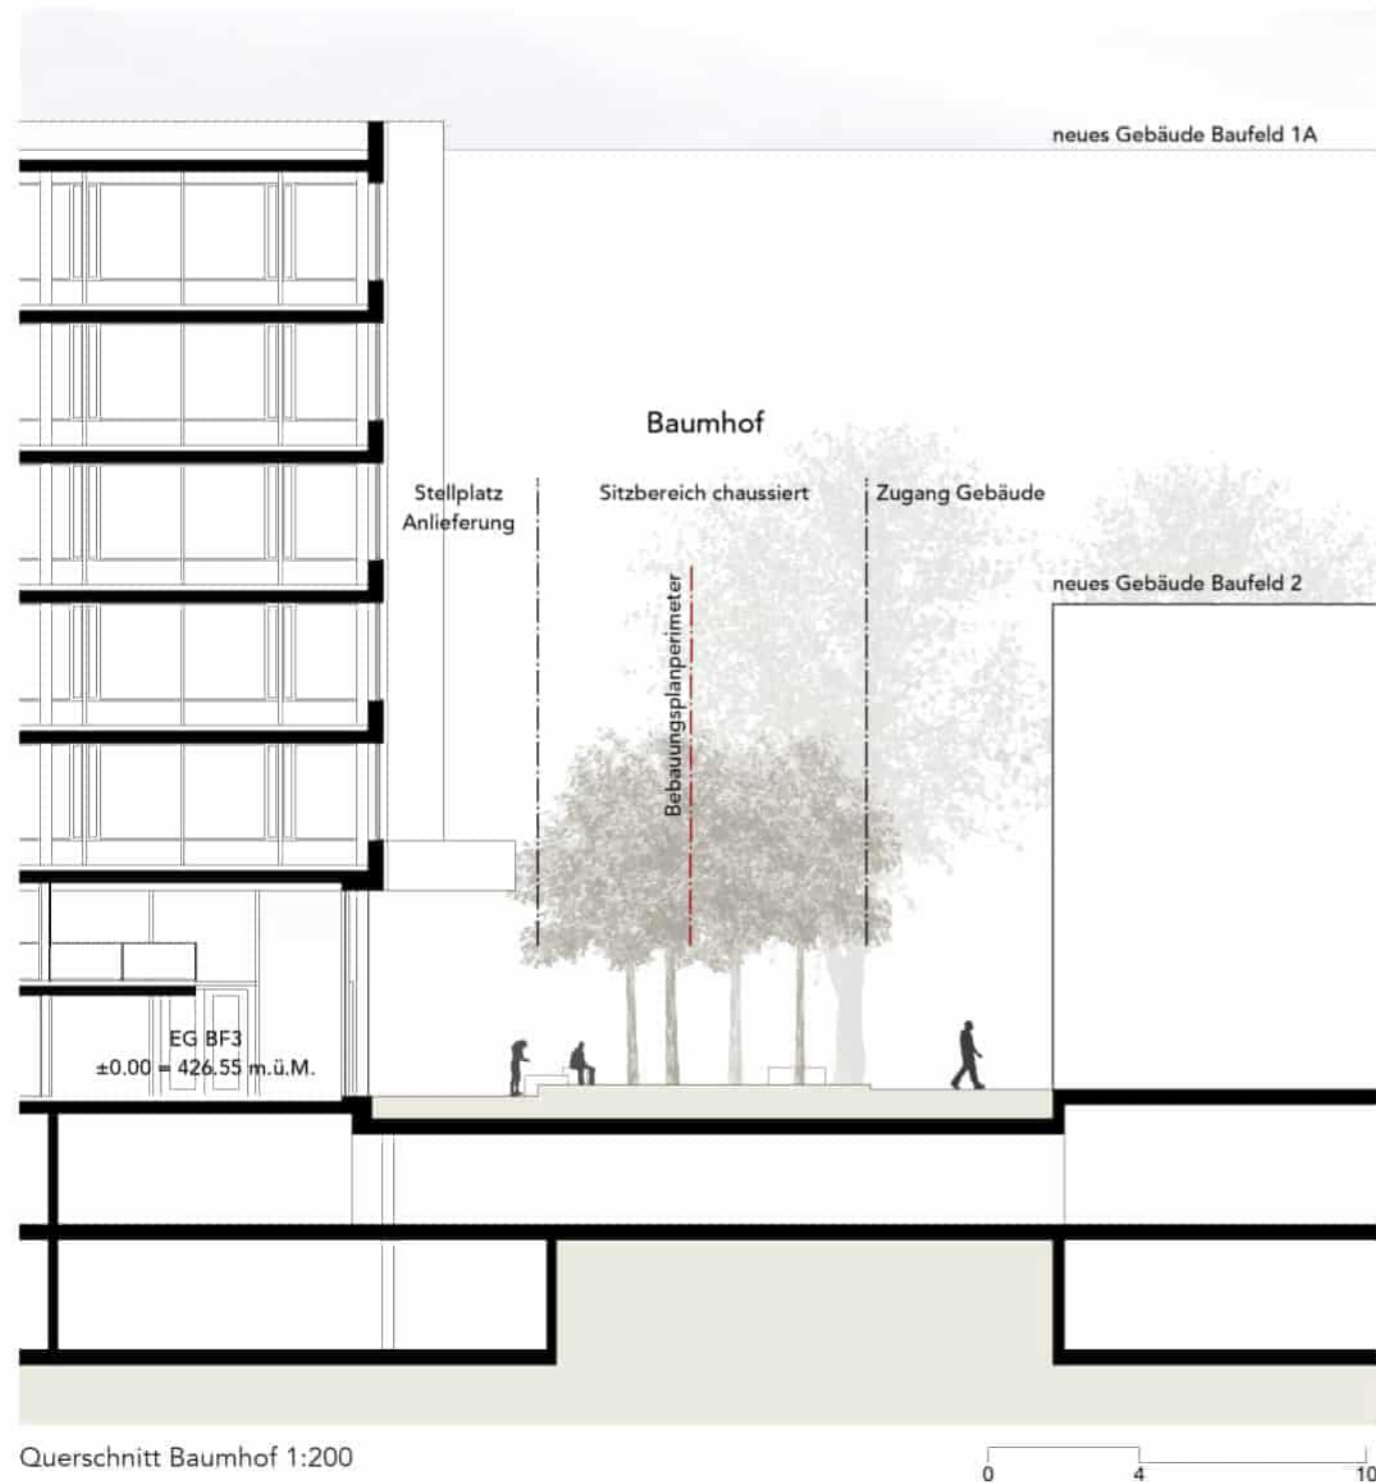 neues Gebäude Baufeld 1A
Baumhof
Stellplatz
Anlieferung
Sitzbereich chaussiert
Zugang Gebäude
Bebauungsplanperimeter
neues Gebäude Baufeld 2
EG BF3
±0.00 = 426.55 m.ü.M.
Querschnitt Baumhof 1:200
0 4 10